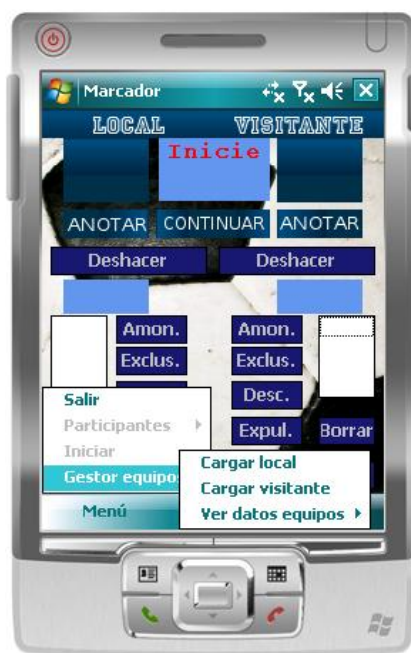 Marcador
LOCAL VISITANTE
Inicie
ANOTAR CONTINUAR ANOTAR
Deshacer Deshacer
Amon. Amon.
Exclus. Exclus.
Desc.
Expul. Borrar
Salir
Participantes
Iniciar
Gestor equipo
Cargar local
Cargar visitante
Ver datos equipos
Menú